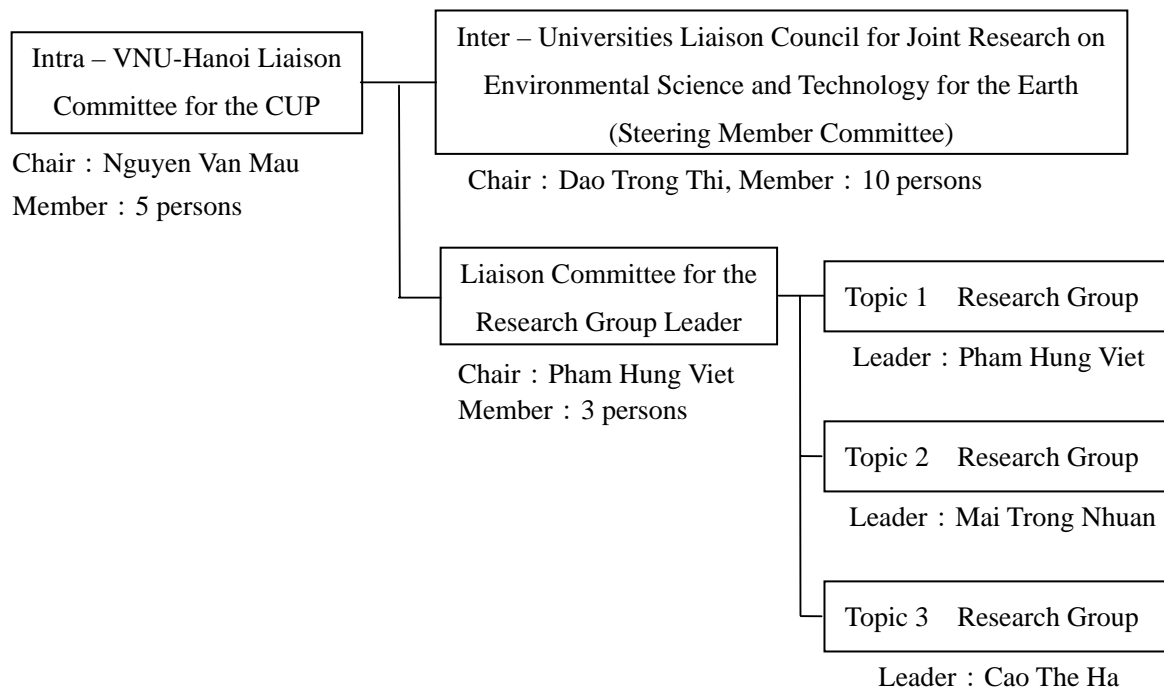 Intra – VNU-Hanoi Liaison
Committee for the CUP
Chair：Nguyen Van Mau
Member：5 persons
Inter – Universities Liaison Council for Joint Research on
Environmental Science and Technology for the Earth
(Steering Member Committee)
Chair：Dao Trong Thi, Member：10 persons
Liaison Committee for the
Research Group Leader
Chair：Pham Hung Viet
Member：3 persons
Topic 1　Research Group
Leader：Pham Hung Viet
Topic 2　Research Group
Leader：Mai Trong Nhuan
Topic 3　Research Group
Leader：Cao The Ha